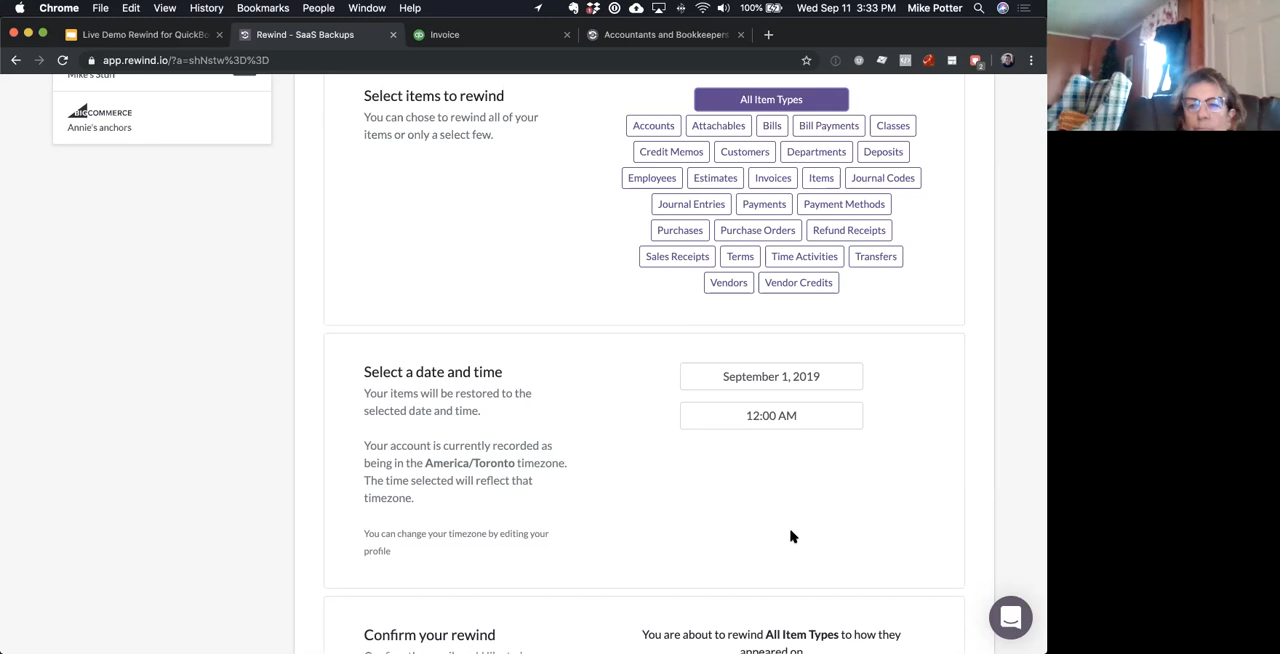 Chrome File Edit View History Bookmarks People Window Help 100% Wed Sep 11 3:33 PM Mike Potter
Live Demo Rewind for QuickBo Rewind - SaaS Backups Invoice Accountants and Bookkeepers
app.rewind.io/?a=shNstw%3D%3D 2
Mike's Stuff
BIGCOMMERCE
Annie's anchors
Select items to rewind
You can chose to rewind all of your
items or only a select few.
All Item Types
Accounts Attachables Bills Bill Payments Classes
Credit Memos Customers Departments Deposits
Employees Estimates Invoices Items Journal Codes
Journal Entries Payments Payment Methods
Purchases Purchase Orders Refund Receipts
Sales Receipts Terms Time Activities Transfers
Vendors Vendor Credits
Select a date and time
Your items will be restored to the
selected date and time.
Your account is currently recorded as
being in the America/Toronto timezone.
The time selected will reflect that
timezone.
You can change your timezone by editing your
profile
September 1, 2019
12:00 AM
Confirm your rewind
You are about to rewind All Item Types to how they
appeared on